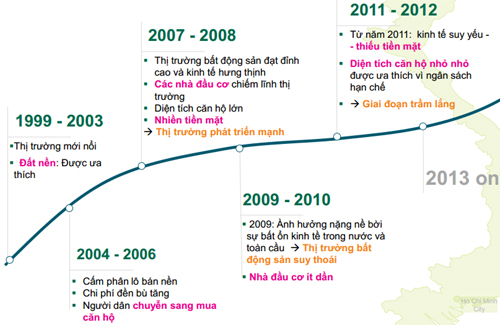 2011 - 2012
Từ năm 2011: kinh tế suy yếu -
- thiếu tiền mặt
Diện tích căn hộ nhỏ nhỏ
được ưa thích vì ngân sách
hạn chế
→ Giai đoạn trầm lắng
2007 - 2008
Thị trường bất động sản đạt đỉnh
cao và kinh tế hưng thịnh
Các nhà đầu cơ chiếm lĩnh thị
trường
Diện tích căn hộ lớn
Nhiền tiền mặt
→ Thị trường phát triển mạnh
1999 - 2003
Thị trường mới nổi
Đất nền: Được ưa
thích
2013 on
2009 - 2010
2009: Ảnh hưởng nặng nề bởi
sự bất ổn kinh tế trong nước và
toàn cầu → Thị trường bất
động sản suy thoái
Nhà đầu cơ ít dần
2004 - 2006
Cấm phân lô bán nền
Chi phí đền bù tăng
Người dân chuyển sang mua
căn hộ
Ho Chi Minh
City